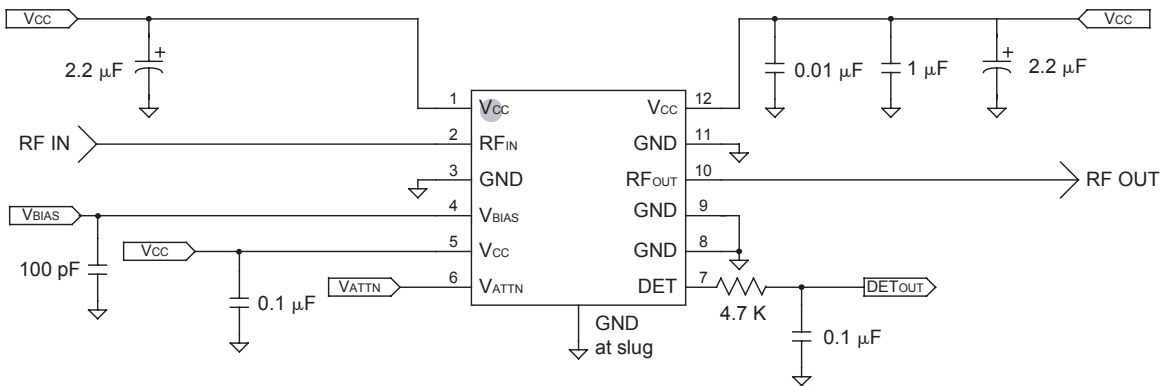 VCC
2.2 μF
+
RF IN
VBIAS
100 pF
VCC
0.1 μF
VATTN
1 VCC
2 RFIN
3 GND
4 VBIAS
5 VCC
6 VATTN
VCC 12
GND 11
RFOUT 10
GND 9
GND 8
DET 7
GND
at slug
VCC
0.01 μF
1 μF
+
2.2 μF
RF OUT
4.7 K
DETOUT
0.1 μF